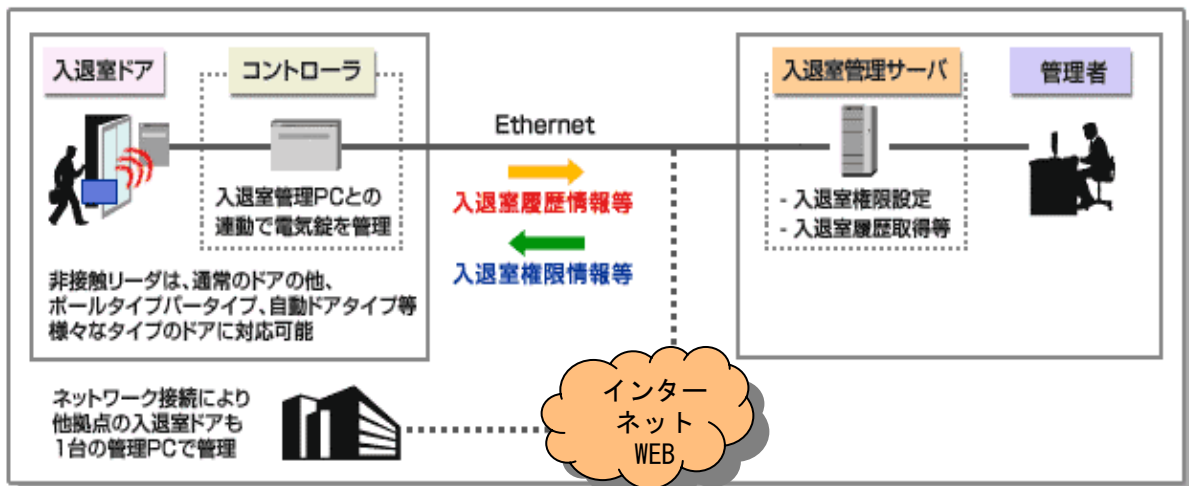 入退室ドア
コントローラ
入退室管理PCとの
連動で電気錠を管理
非接触リーダは、通常のドアの他、
ポールタイプバータイプ、自動ドアタイプ等
様々なタイプのドアに対応可能
Ethernet
入退室履歴情報等
入退室権限情報等
入退室管理サーバ
管理者
- 入退室権限設定
- 入退室履歴取得等
ネットワーク接続により
他拠点の入退室ドアも
1台の管理PCで管理
インター
ネット
WEB